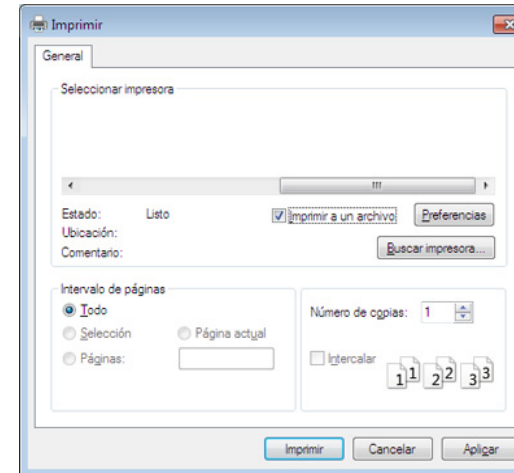 Imprimir
General
Seleccionar impresora
Estado: Listo
Imprimir a un archivo
Preferencias
Ubicación:
Comentario:
Buscar impresora...
Intervalo de páginas
Todo
Selección
Página actual
Páginas:
Número de copias: 1
Intercalar
1 1 2 2 3 3
Imprimir
Cancelar
Aplicar